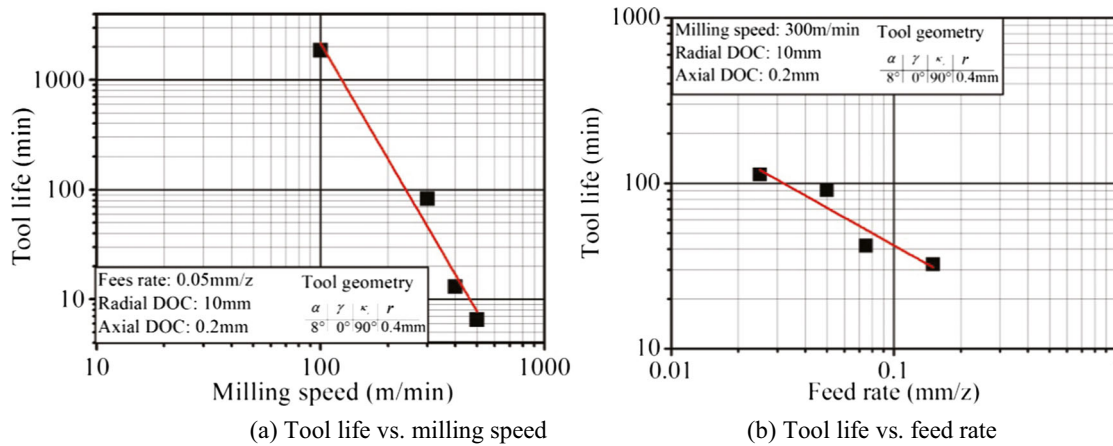 Tool life (min)
1000
100
10
Fees rate: 0.05mm/z
Radial DOC: 10mm
Axial DOC: 0.2mm
Tool geometry
α γ κ r
8° 0° 90° 0.4mm
10 100 1000
Milling speed (m/min)
(a) Tool life vs. milling speed
Tool life (min)
1000
100
10
Milling speed: 300m/min
Radial DOC: 10mm
Axial DOC: 0.2mm
Tool geometry
α γ κ r
8° 0° 90° 0.4mm
0.01 0.1
Feed rate (mm/z)
(b) Tool life vs. feed rate